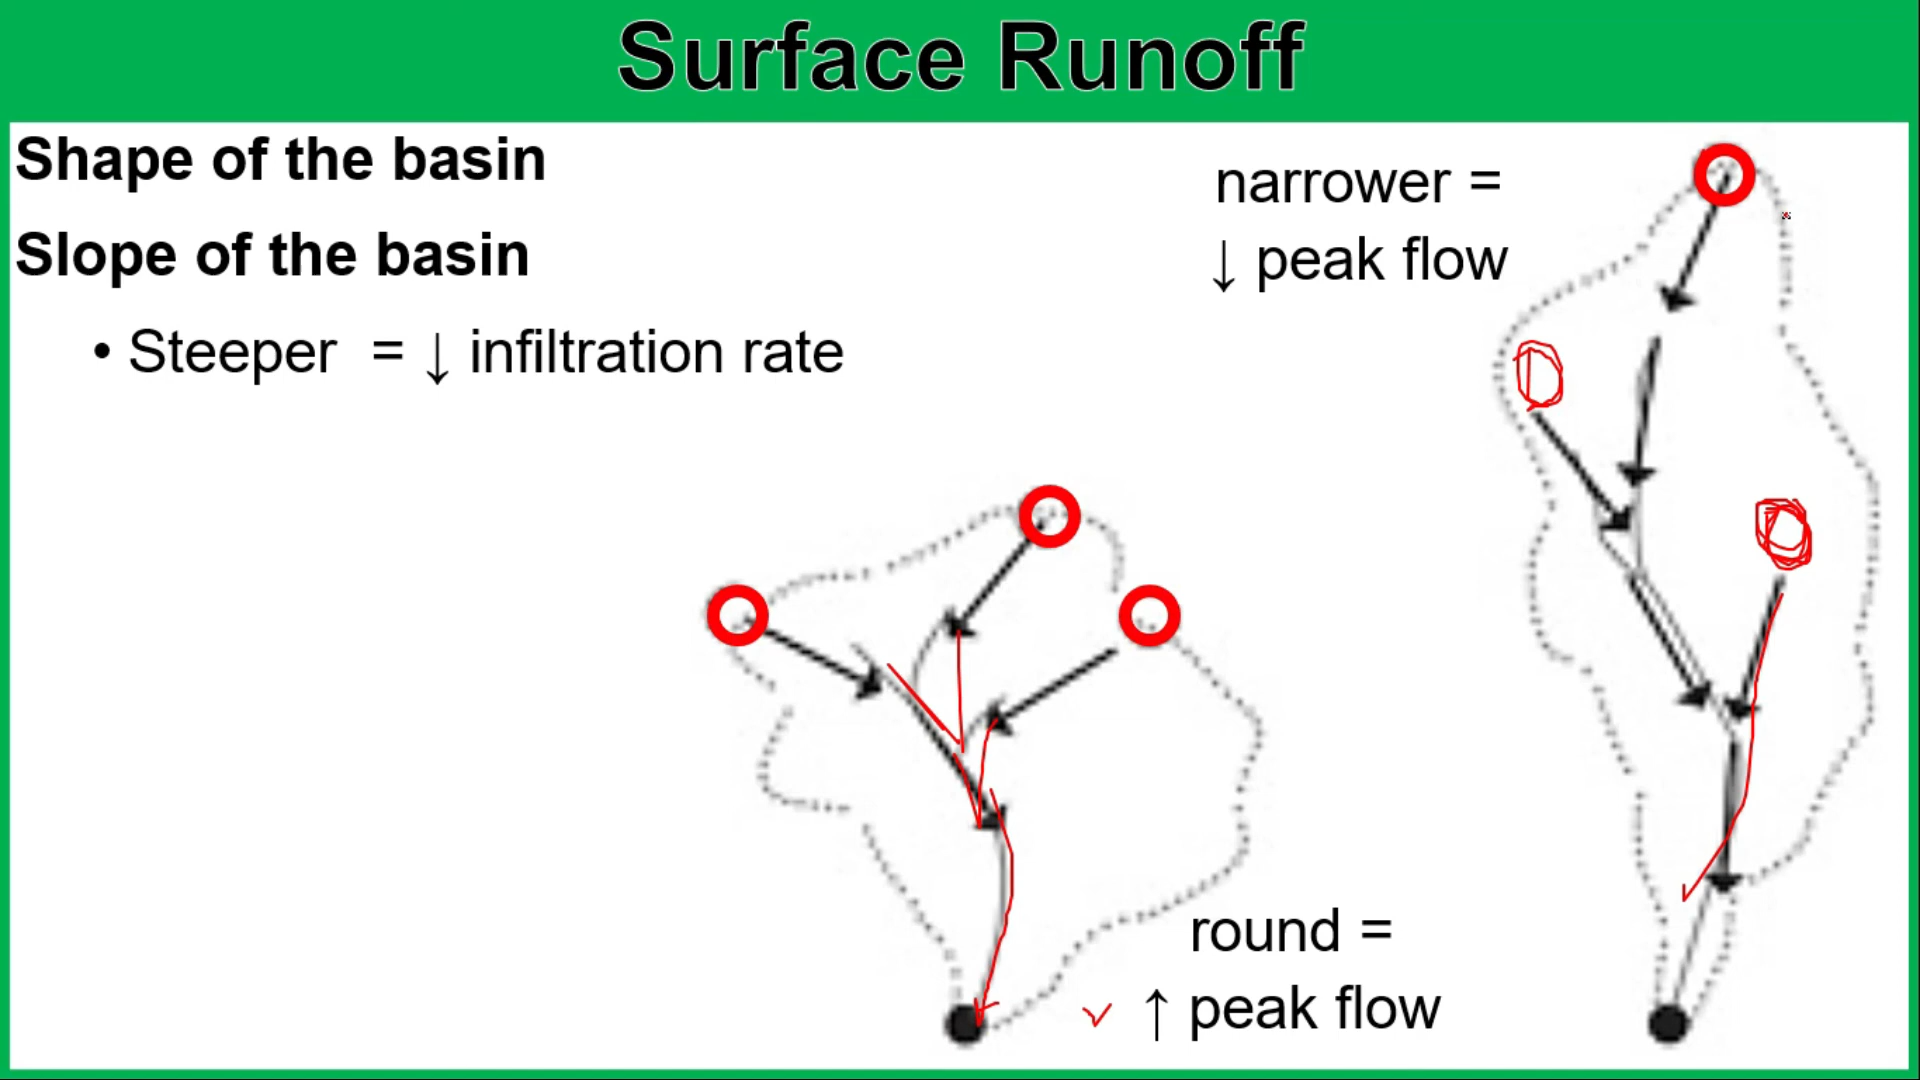 Surface Runoff
Shape of the basin
Slope of the basin
• Steeper = ↓ infiltration rate
narrower =
↓ peak flow
round =
↑ peak flow